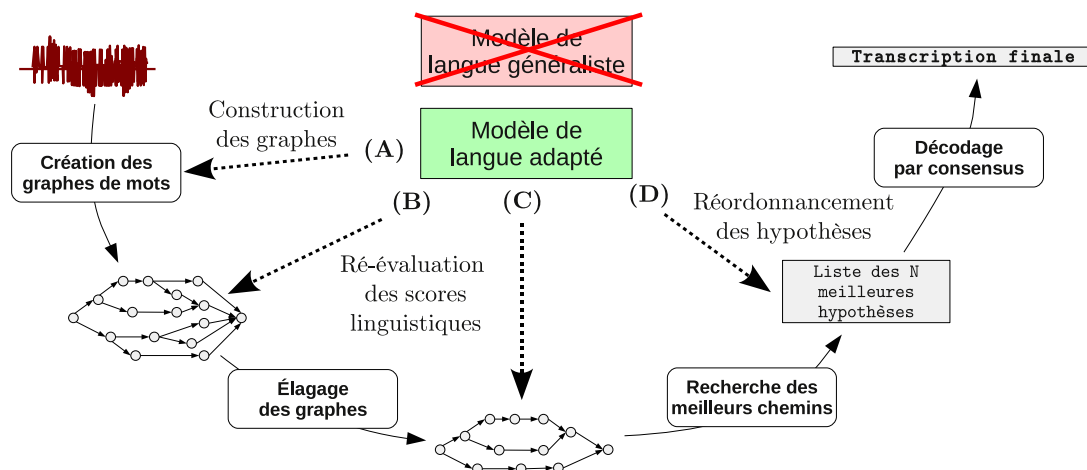 Modèle de
langue généraliste
Transcription finale
Construction
des graphes
Modèle de
langue adapté
Décodage
par consensus
Création des
graphes de mots
(A)
(B)
(C)
(D)
Réordonnancement
des hypothèses
Ré-évaluation
des scores
linguistiques
Liste des N
meilleures
hypothèses
Élagage
des graphes
Recherche des
meilleurs chemins